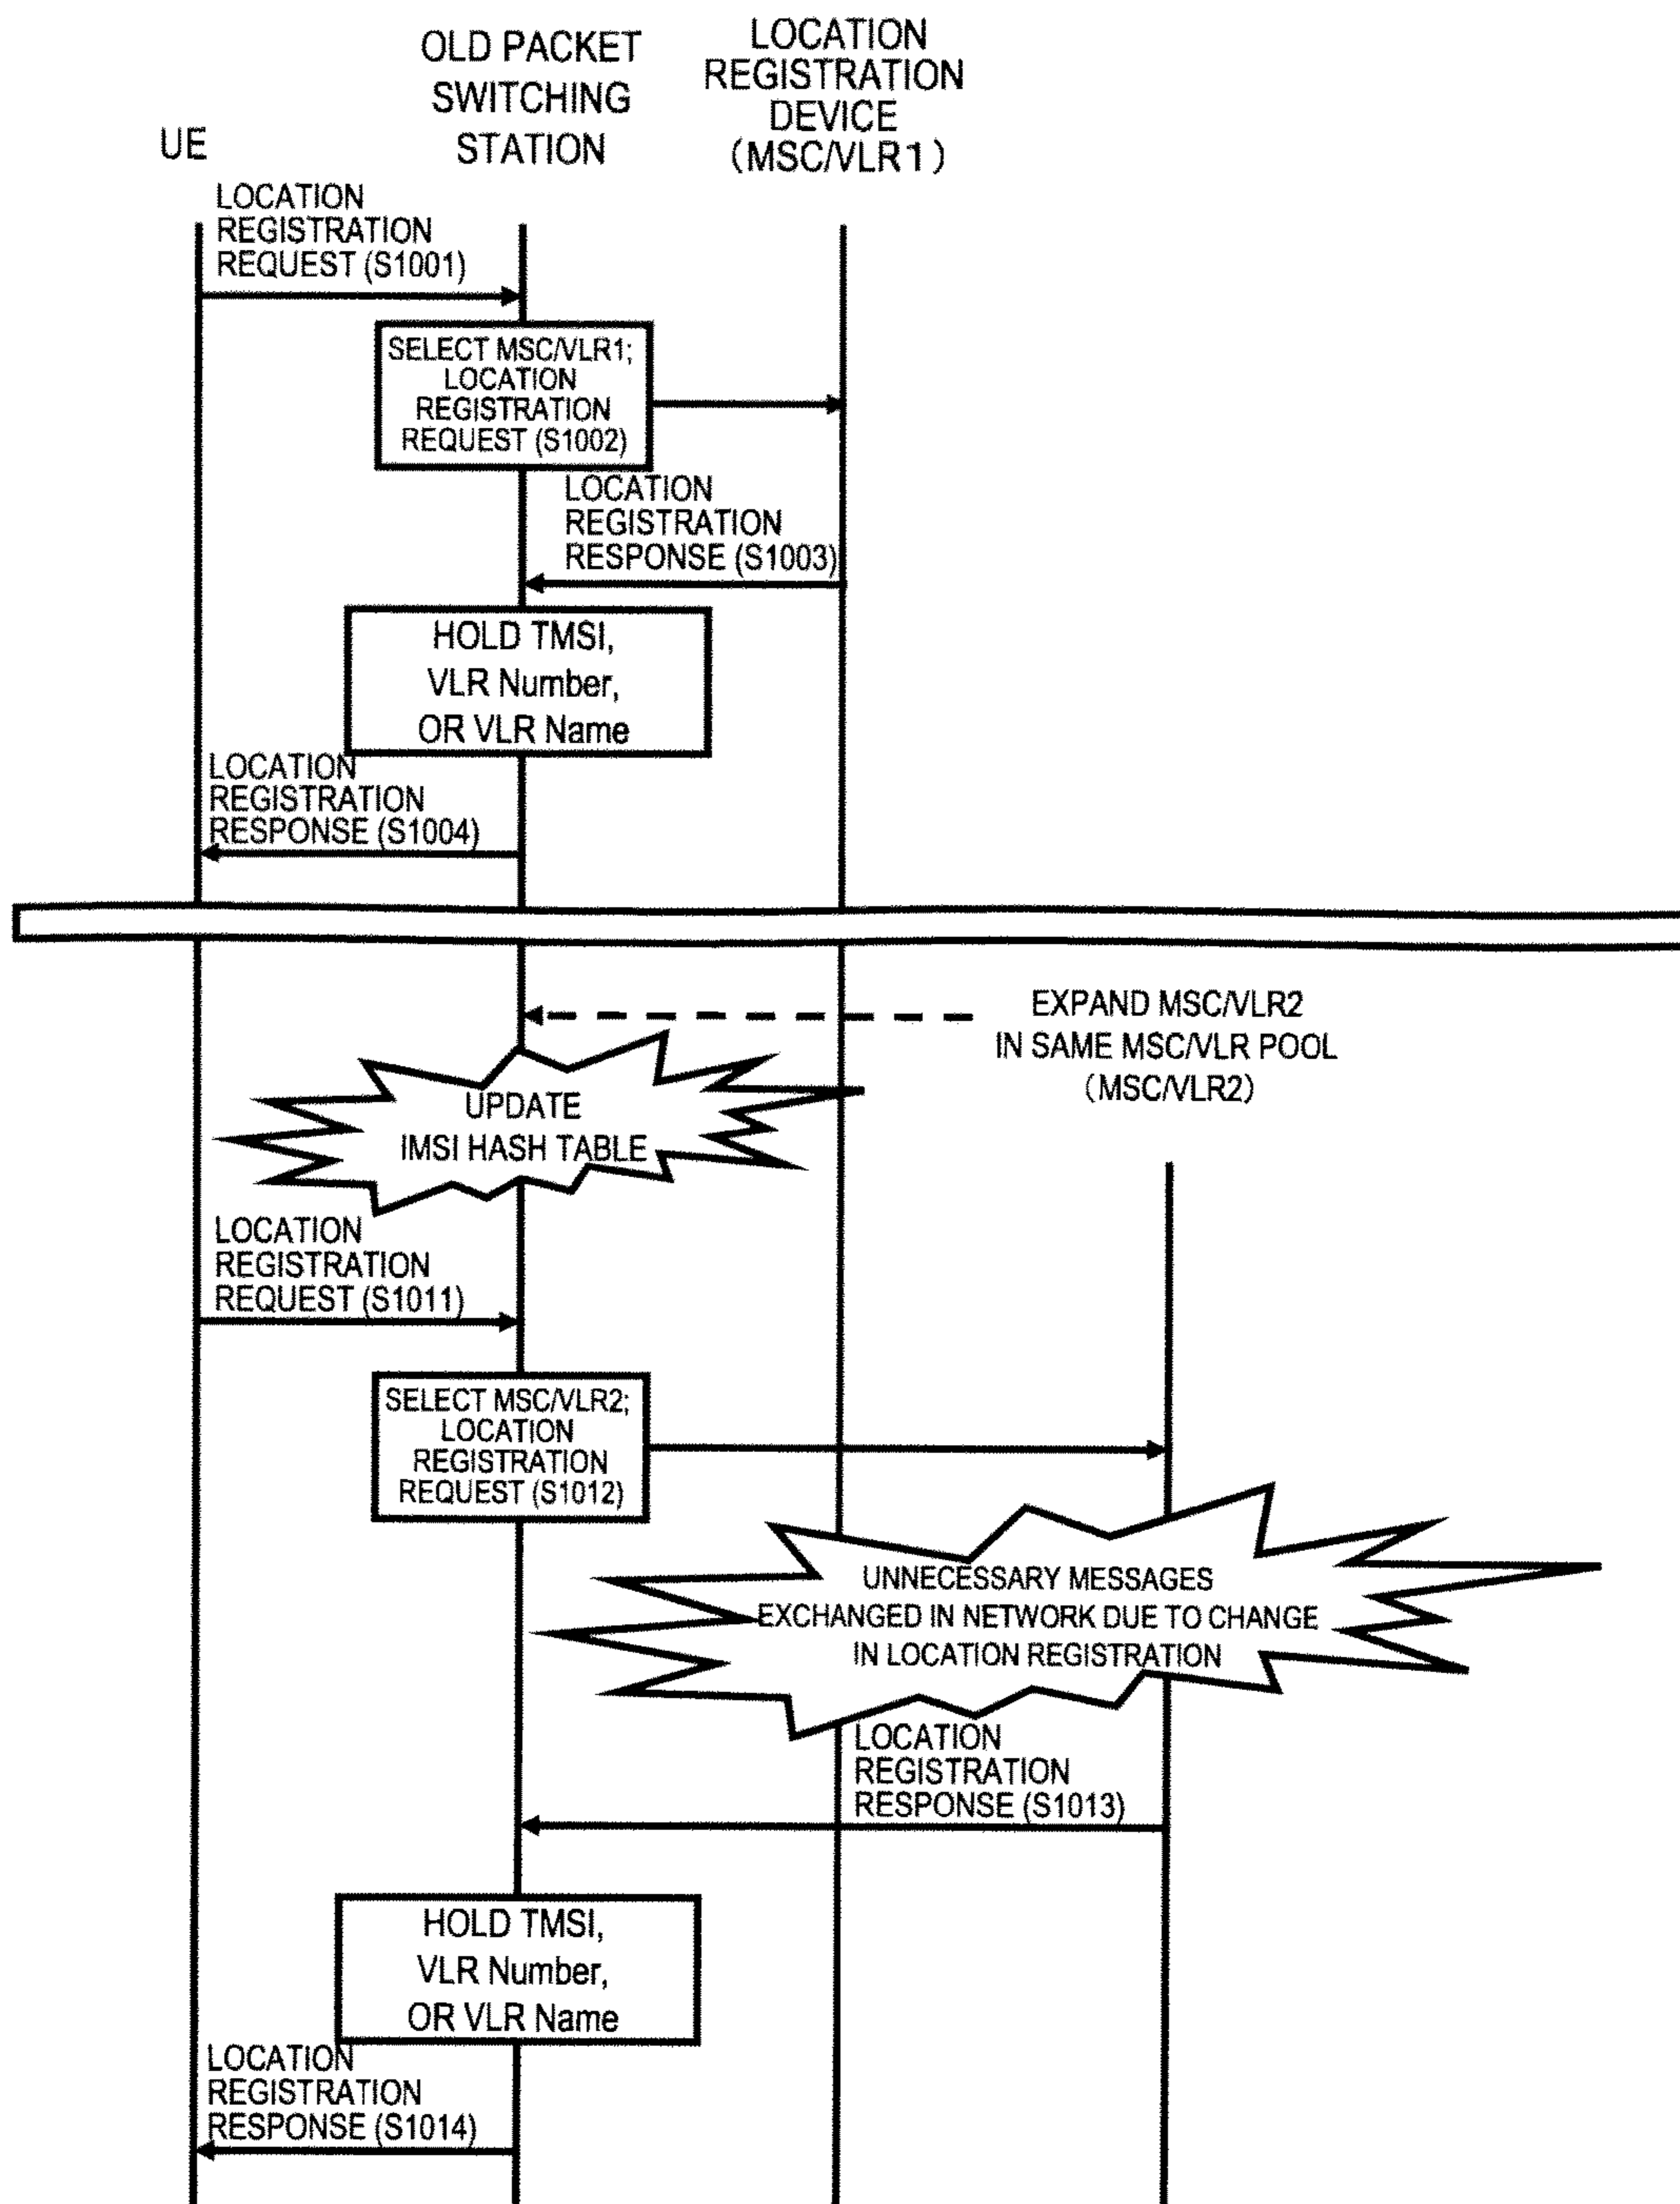 UE
OLD PACKET
SWITCHING
STATION
LOCATION
REGISTRATION
DEVICE
(MSC/VLR1)
LOCATION
REGISTRATION
REQUEST (S1001)
SELECT MSC/VLR1;
LOCATION
REGISTRATION
REQUEST (S1002)
LOCATION
REGISTRATION
RESPONSE (S1003)
HOLD TMSI,
VLR Number,
OR VLR Name
LOCATION
REGISTRATION
RESPONSE (S1004)
EXPAND MSC/VLR2
IN SAME MSC/VLR POOL
(MSC/VLR2)
UPDATE
IMSI HASH TABLE
LOCATION
REGISTRATION
REQUEST (S1011)
SELECT MSC/VLR2;
LOCATION
REGISTRATION
REQUEST (S1012)
UNNECESSARY MESSAGES
EXCHANGED IN NETWORK DUE TO CHANGE
IN LOCATION REGISTRATION
LOCATION
REGISTRATION
RESPONSE (S1013)
HOLD TMSI,
VLR Number,
OR VLR Name
LOCATION
REGISTRATION
RESPONSE (S1014)